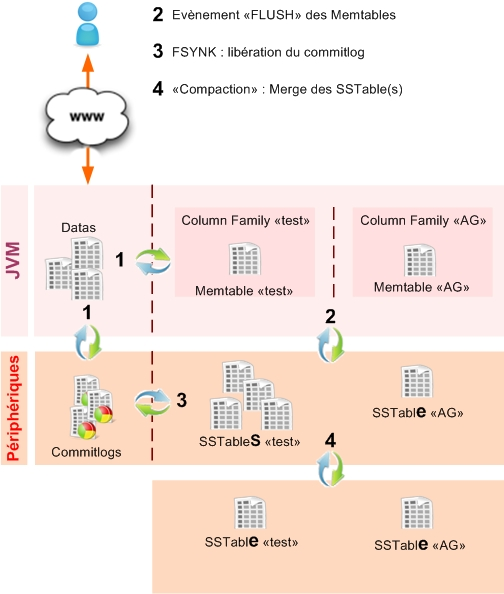 2 Evènement «FLUSH» des Memtables
3 FSYNK : libération du commitlog
4 «Compaction» : Merge des SSTable(s)
www
JVM
Datas
1
1
Column Family «test»
Memtable «test»
Column Family «AG»
Memtable «AG»
2
Périphériques
Commitlogs
3
SSTableS «test»
SSTable «AG»
4
SSTable «test»
SSTable «AG»